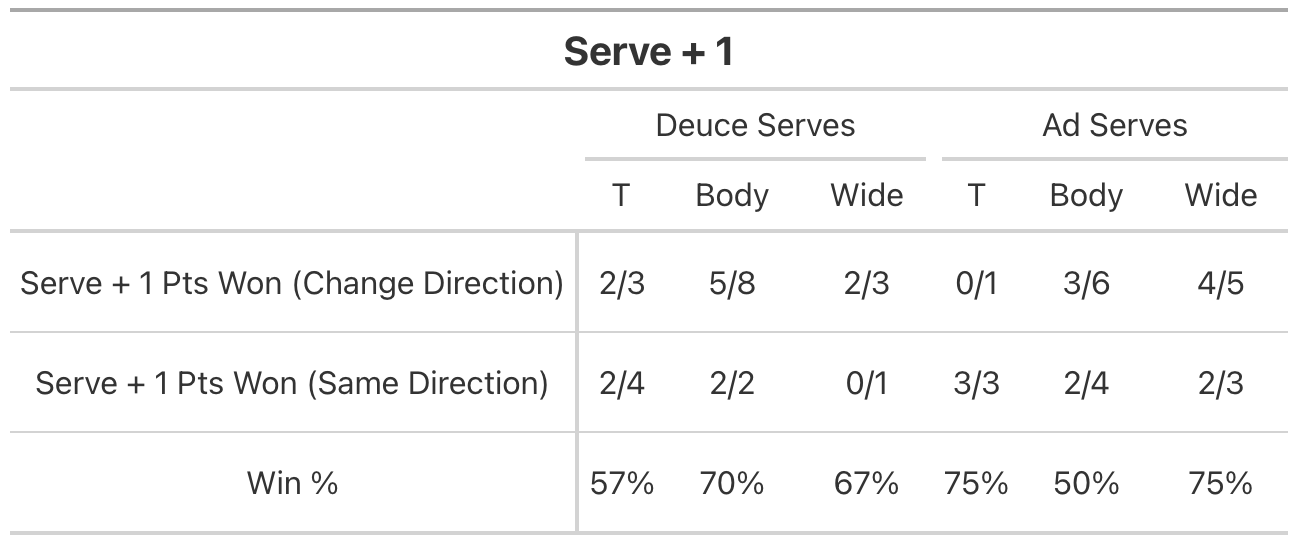 Serve + 1
Deuce Serves Ad Serves
T Body Wide T Body Wide
Serve + 1 Pts Won (Change Direction) 2/3 5/8 2/3 0/1 3/6 4/5
Serve + 1 Pts Won (Same Direction) 2/4 2/2 0/1 3/3 2/4 2/3
Win % 57% 70% 67% 75% 50% 75%